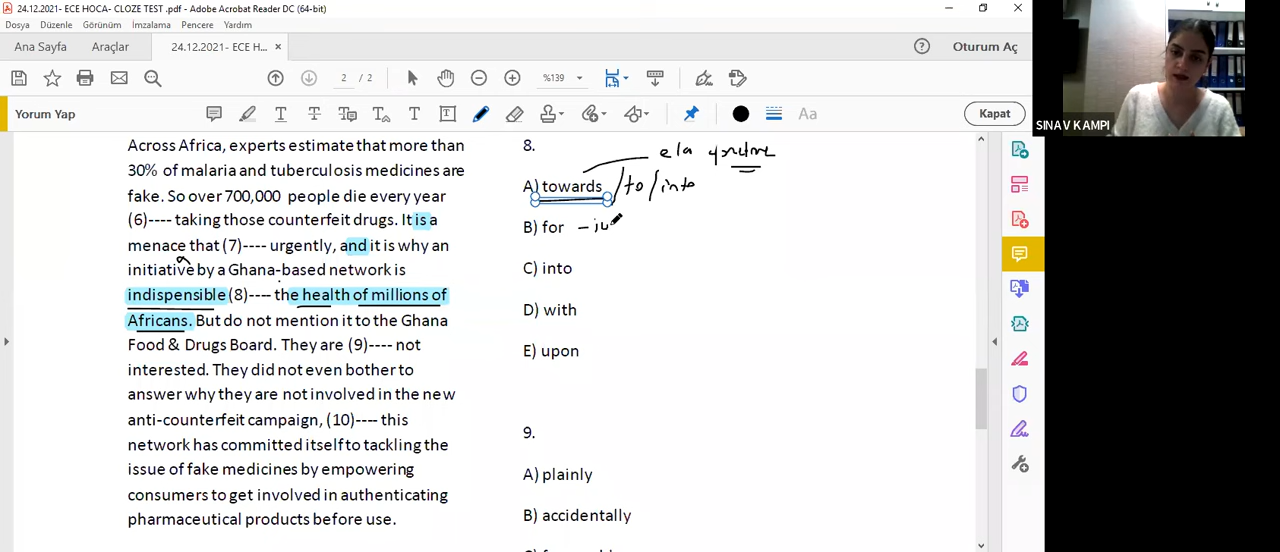 24.12.2021- ECE HOCA- CLOZE TEST .pdf - Adobe Acrobat Reader DC (64-bit)
Dosya Düzenle Görünüm İmzalama Pencere Yardım
Ana Sayfa Araçlar 24.12.2021- ECE H... × Oturum Aç
2 / 2 %139
Yorum Yap Aa Kapat
SINAV KAMPI
Across Africa, experts estimate that more than
30% of malaria and tuberculosis medicines are
fake. So over 700,000 people die every year
(6)---- taking those counterfeit drugs. It is a
menace that (7)---- urgently, and it is why an
initiative by a Ghana-based network is
indispensible (8)---- the health of millions of
Africans. But do not mention it to the Ghana
Food & Drugs Board. They are (9)---- not
interested. They did not even bother to
answer why they are not involved in the new
anti-counterfeit campaign, (10)---- this
network has committed itself to tackling the
issue of fake medicines by empowering
consumers to get involved in authenticating
pharmaceutical products before use.
8.
A) towards /to/into
B) for
C) into
D) with
E) upon
9.
A) plainly
B) accidentally